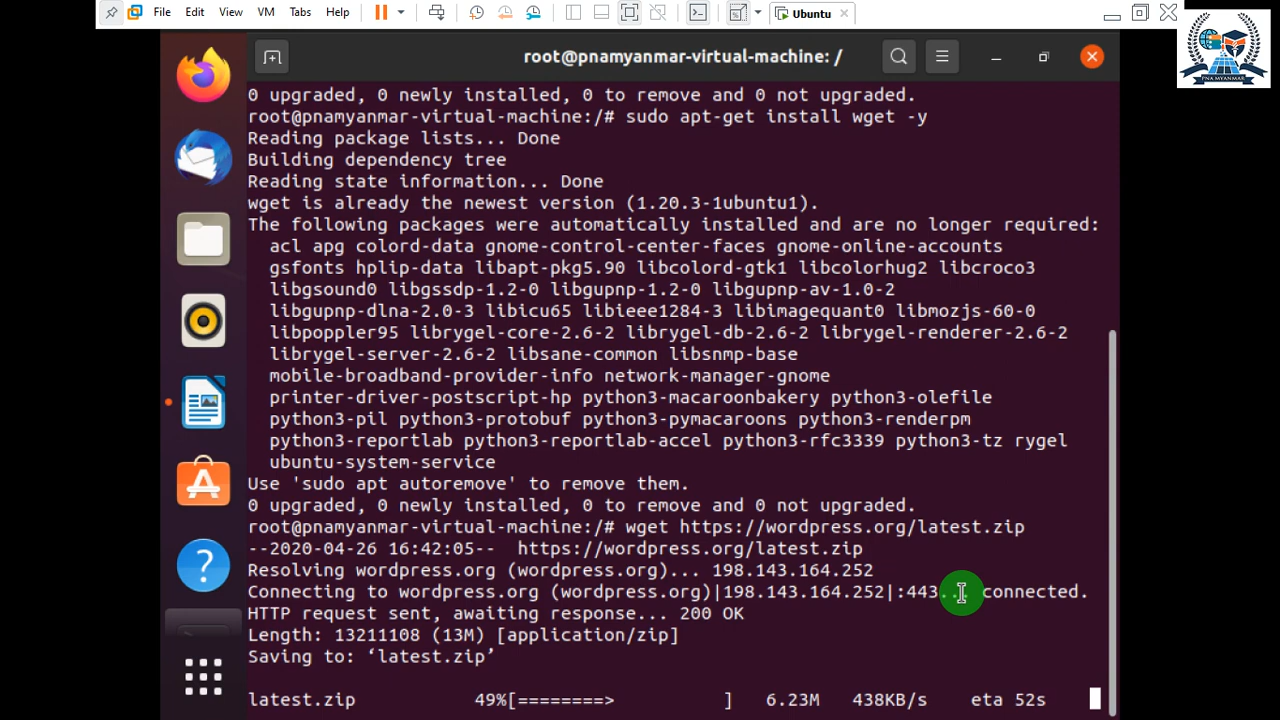 File Edit View VM Tabs Help Ubuntu
PNA MYANMAR
root@pnamyanmar-virtual-machine: /
0 upgraded, 0 newly installed, 0 to remove and 0 not upgraded.
root@pnamyanmar-virtual-machine:/# sudo apt-get install wget -y
Reading package lists... Done
Building dependency tree
Reading state information... Done
wget is already the newest version (1.20.3-1ubuntu1).
The following packages were automatically installed and are no longer required:
acl apg colord-data gnome-control-center-faces gnome-online-accounts
gsfonts hplip-data libapt-pkg5.90 libcolord-gtk1 libcolorhug2 libcroco3
libgsound0 libgssdp-1.2-0 libgupnp-1.2-0 libgupnp-av-1.0-2
libgupnp-dlna-2.0-3 libicu65 libieee1284-3 libimagequant0 libmozjs-60-0
libpoppler95 librygel-core-2.6-2 librygel-db-2.6-2 librygel-renderer-2.6-2
librygel-server-2.6-2 libsane-common libsnmp-base
mobile-broadband-provider-info network-manager-gnome
printer-driver-postscript-hp python3-macaroonbakery python3-olefile
python3-pil python3-protobuf python3-pymacaroons python3-renderpm
python3-reportlab python3-reportlab-accel python3-rfc3339 python3-tz rygel
ubuntu-system-service
Use 'sudo apt autoremove' to remove them.
0 upgraded, 0 newly installed, 0 to remove and 0 not upgraded.
root@pnamyanmar-virtual-machine:/# wget https://wordpress.org/latest.zip
--2020-04-26 16:42:05-- https://wordpress.org/latest.zip
Resolving wordpress.org (wordpress.org)... 198.143.164.252
Connecting to wordpress.org (wordpress.org)|198.143.164.252|:443... connected.
HTTP request sent, awaiting response... 200 OK
Length: 13211108 (13M) [application/zip]
Saving to: ‘latest.zip’
latest.zip 49%[========> ] 6.23M 438KB/s eta 52s